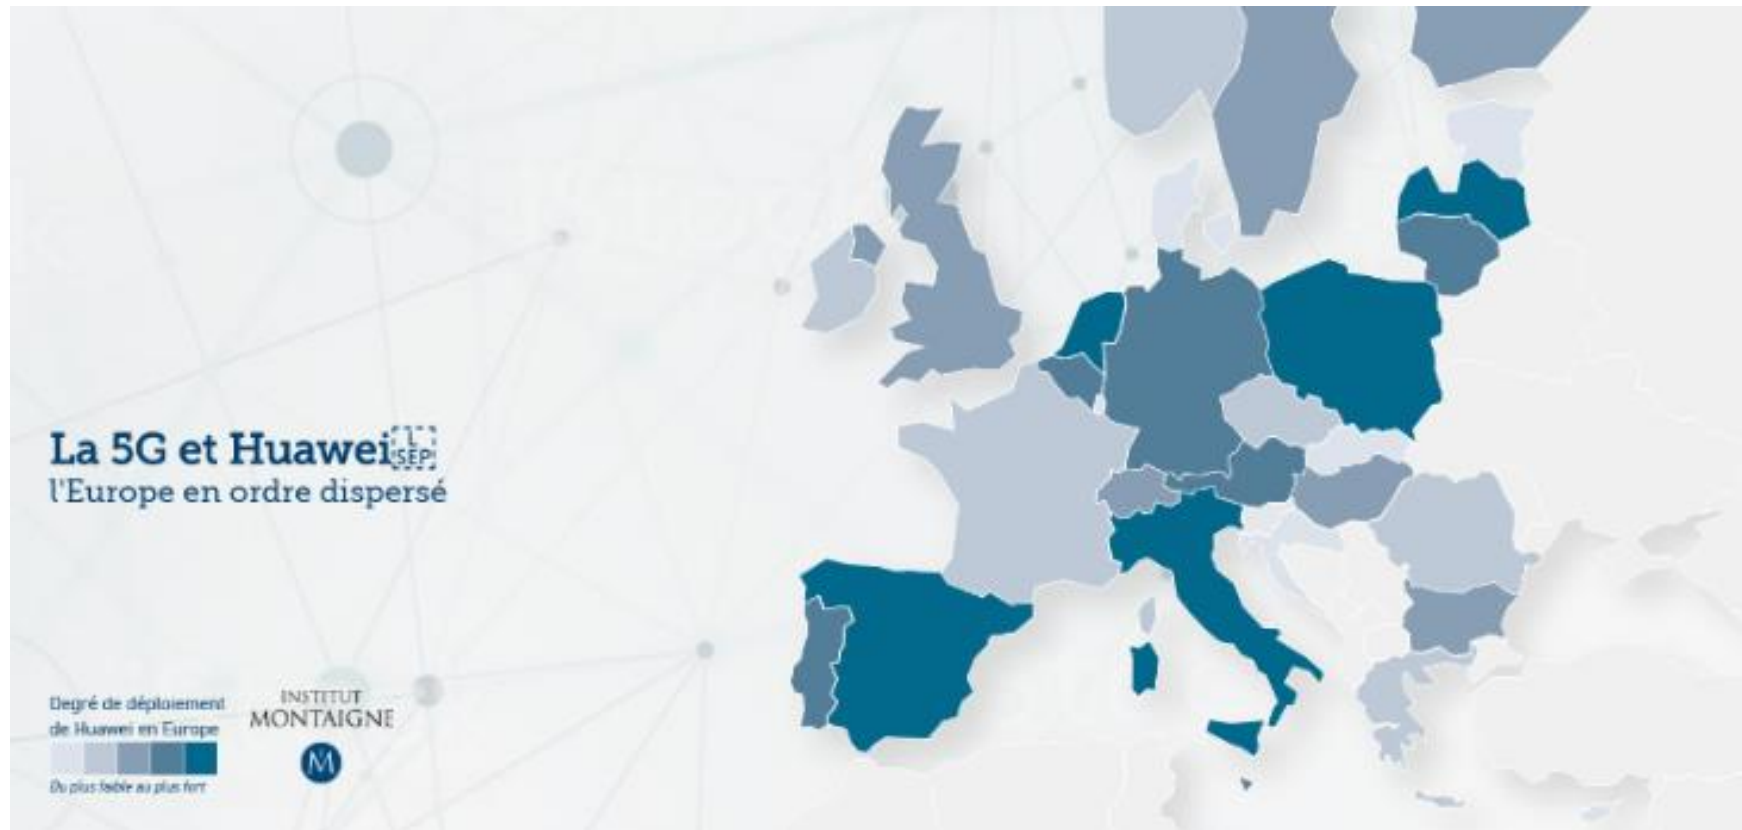 La 5G et Huawei
L
SEP
l'Europe en ordre dispersé
Degré de déploiement
de Huawei en Europe
Du plus faible au plus fort
INSTITUT
MONTAIGNE
M